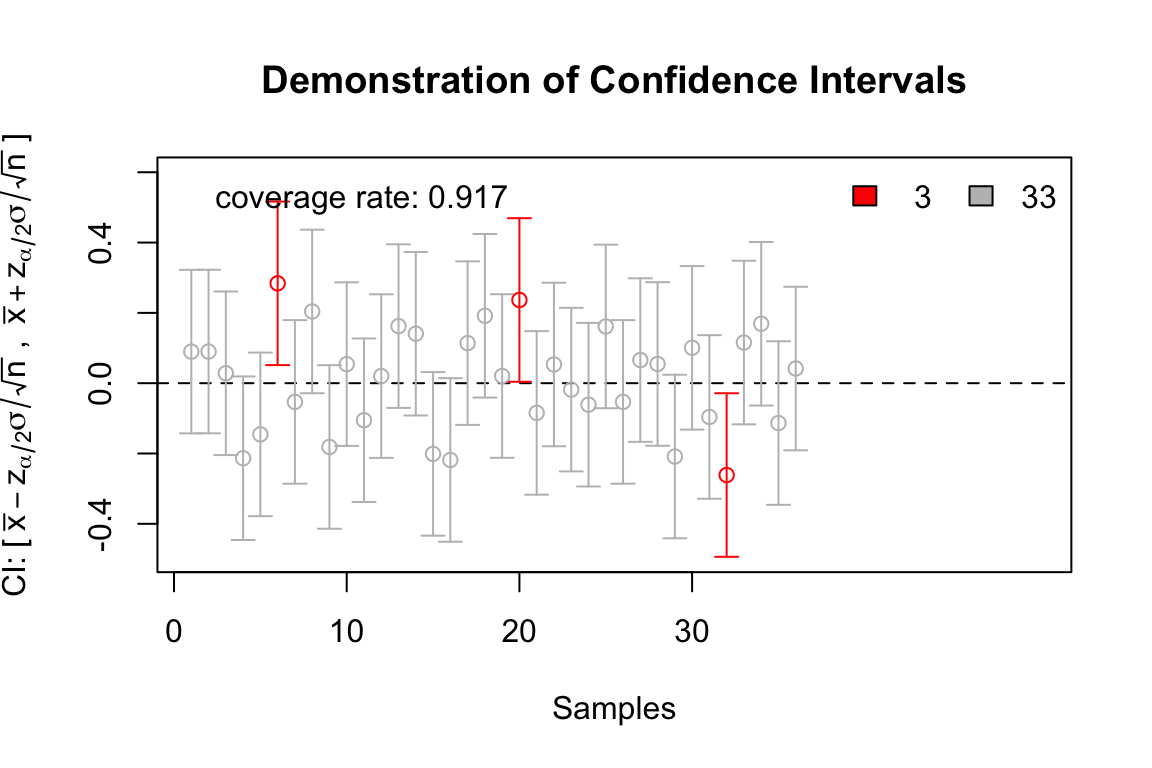 Demonstration of Confidence Intervals
CI: [ x̅ − zα/2σ/√n , x̅ + zα/2σ/√n ]
coverage rate: 0.917
3 33
0.4
0.0
-0.4
0 10 20 30
Samples